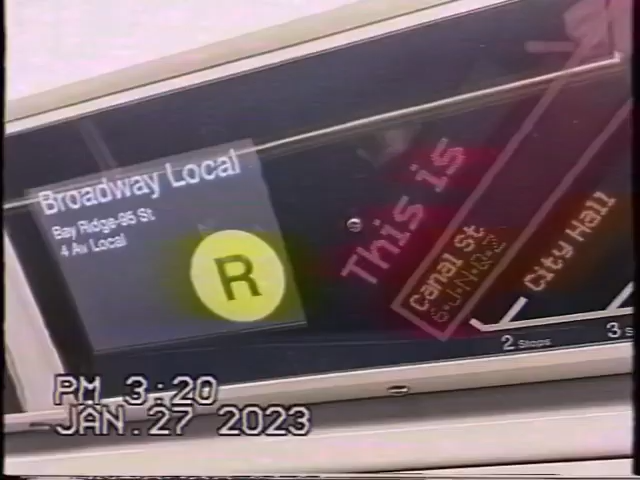 Broadway Local
Bay Ridge-95 St
4 Av Local
R
This is
Canal St
6·J·N·Q·Z
City Hall
2 Stops
3 S
PM 3:20
JAN.27 2023